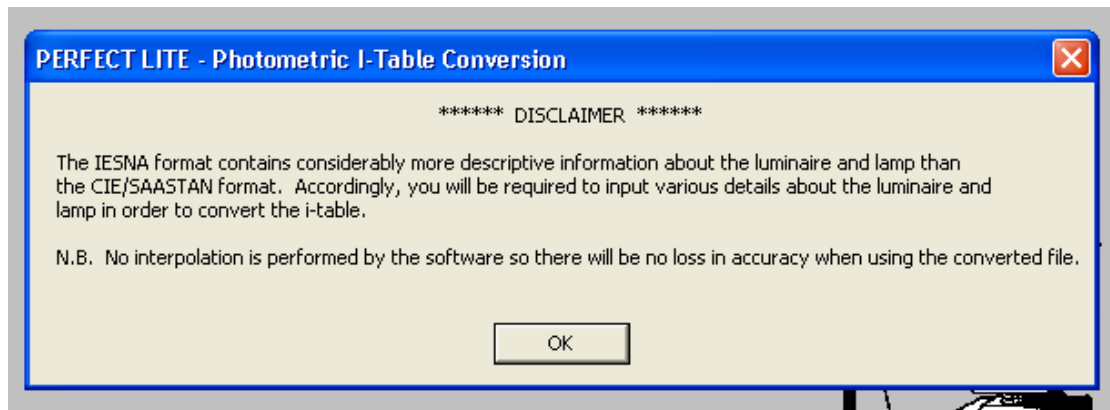 PERFECT LITE - Photometric I-Table Conversion
****** DISCLAIMER ******
The IESNA format contains considerably more descriptive information about the luminaire and lamp than
the CIE/SAASTAN format.  Accordingly, you will be required to input various details about the luminaire and
lamp in order to convert the i-table.
N.B.  No interpolation is performed by the software so there will be no loss in accuracy when using the converted file.
OK